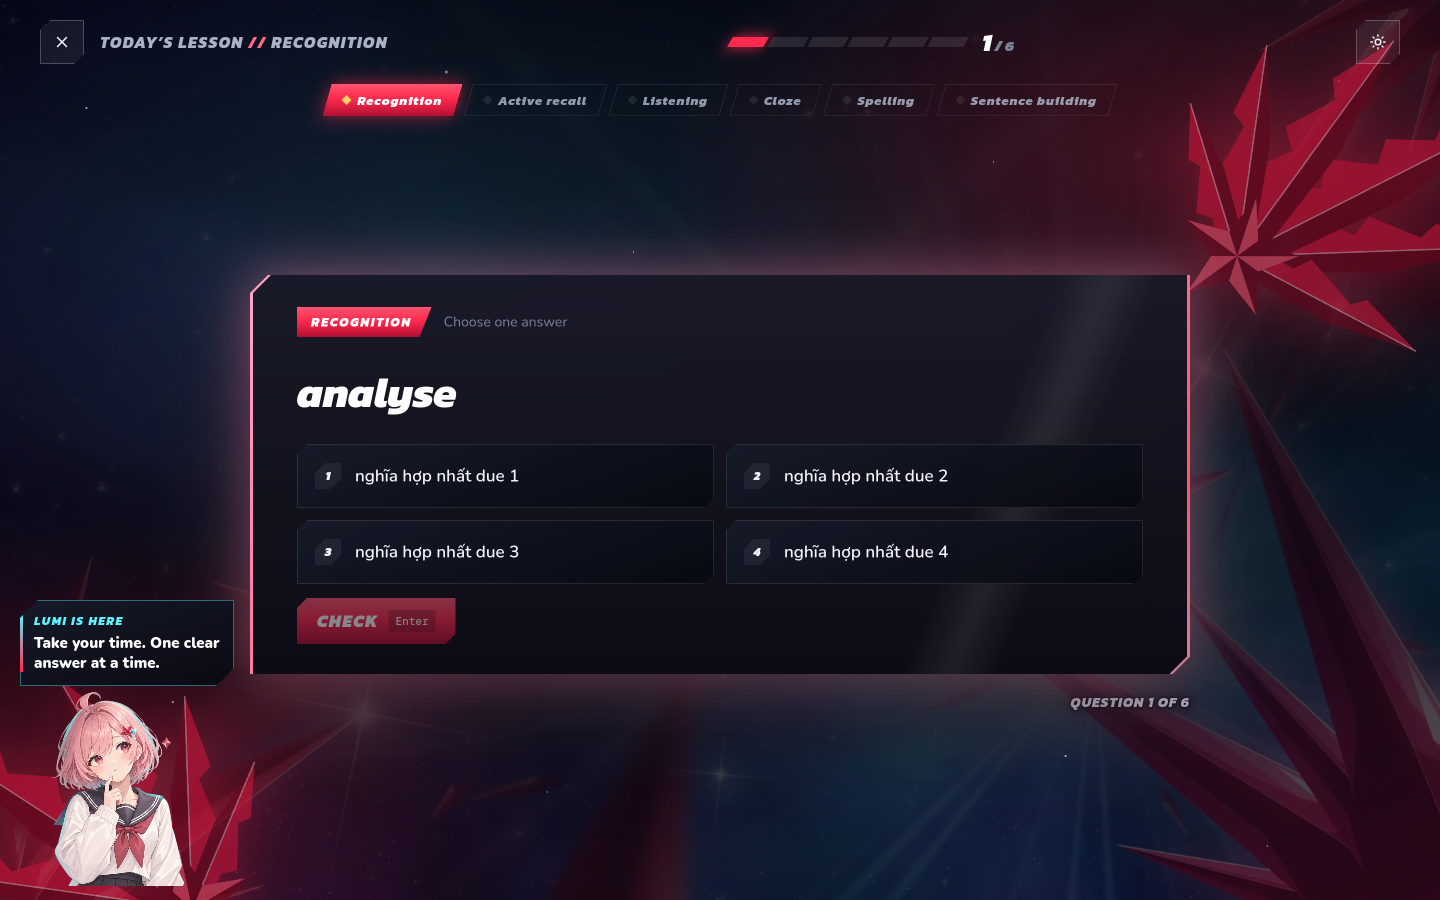 TODAY'S LESSON // RECOGNITION
1 / 6
Recognition
Active recall
Listening
Cloze
Spelling
Sentence building
RECOGNITION
Choose one answer
analyse
1 nghĩa hợp nhất due 1
2 nghĩa hợp nhất due 2
3 nghĩa hợp nhất due 3
4 nghĩa hợp nhất due 4
CHECK Enter
LUMI IS HERE
Take your time. One clear
answer at a time.
QUESTION 1 OF 6